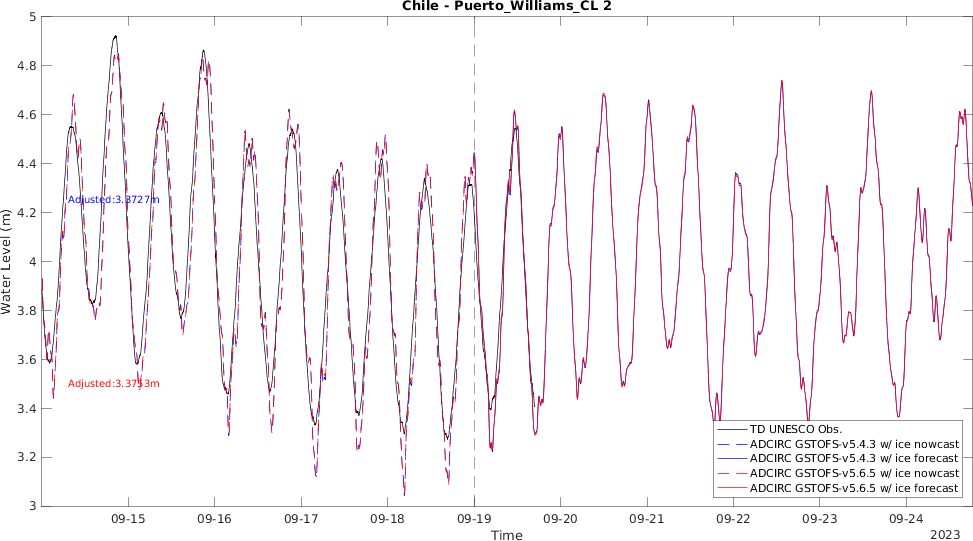 Chile - Puerto_Williams_CL 2
Water Level (m)
5
4.8
4.6
4.4
4.2
4
3.8
3.6
3.4
3.2
3
Adjusted:3.3727m
Adjusted:3.3753m
TD UNESCO Obs.
ADCIRC GSTOFS-v5.4.3 w/ ice nowcast
ADCIRC GSTOFS-v5.4.3 w/ ice forecast
ADCIRC GSTOFS-v5.6.5 w/ ice nowcast
ADCIRC GSTOFS-v5.6.5 w/ ice forecast
09-15 09-16 09-17 09-18 09-19 09-20 09-21 09-22 09-23 09-24
Time
2023